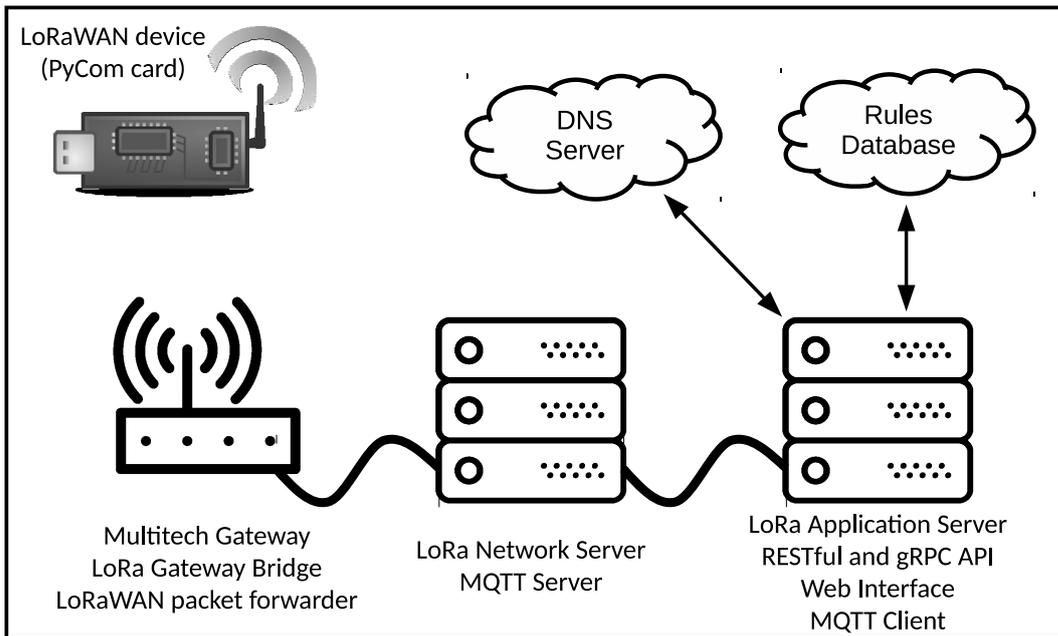 LoRaWAN device
(PyCom card)
DNS
Server
Rules
Database
Multitech Gateway
LoRa Gateway Bridge
LoRaWAN packet forwarder
LoRa Network Server
MQTT Server
LoRa Application Server
RESTful and gRPC API
Web Interface
MQTT Client